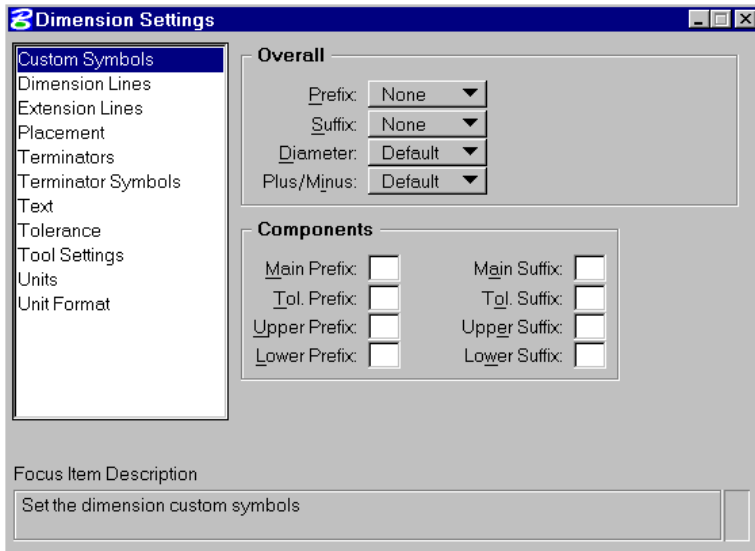 Dimension Settings
Custom Symbols
Dimension Lines
Extension Lines
Placement
Terminators
Terminator Symbols
Text
Tolerance
Tool Settings
Units
Unit Format
Overall
Prefix: None
Suffix: None
Diameter: Default
Plus/Minus: Default
Components
Main Prefix: Main Suffix:
Tol. Prefix: Tol. Suffix:
Upper Prefix: Upper Suffix:
Lower Prefix: Lower Suffix:
Focus Item Description
Set the dimension custom symbols